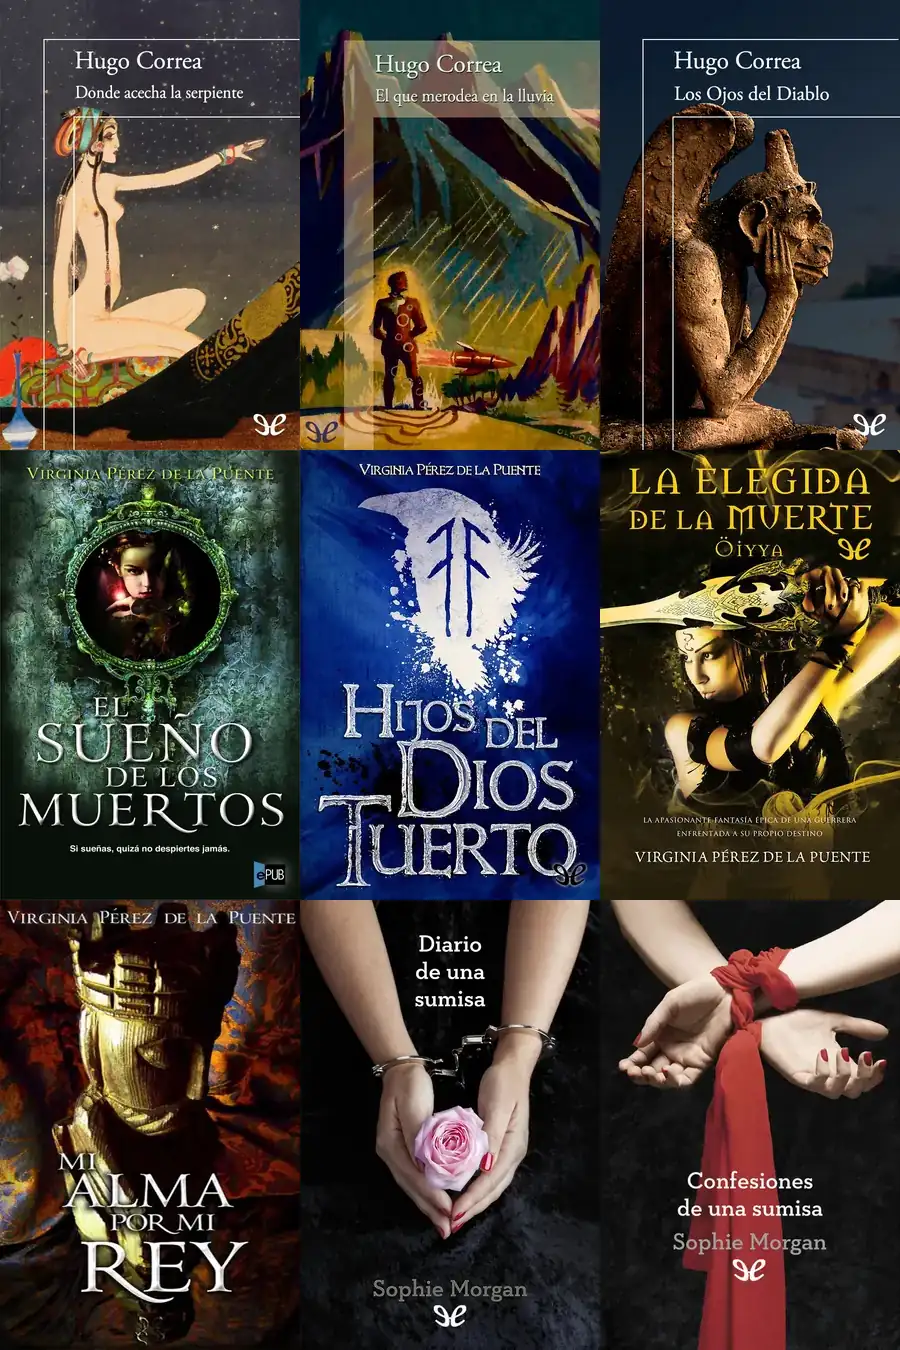 Hugo Correa
Donde acecha la serpiente
Hugo Correa
El que merodea en la lluvia
Hugo Correa
Los Ojos del Diablo
VIRGINIA PÉREZ DE LA PUENTE
EL
SUEÑO
DE LOS
MUERTOS
Si sueñas, quizá no despiertes jamás.
ePUB
VIRGINIA PÉREZ DE LA PUENTE
HIJOS DEL
DIOS
TUERTO
LA ELEGIDA
DE LA MUERTE
ÖIYYA
LA APASIONANTE FANTASÍA ÉPICA DE UNA GUERRERA
ENFRENTADA A SU PROPIO DESTINO
VIRGINIA PÉREZ DE LA PUENTE
VIRGINIA PÉREZ DE LA PUENTE
MI
ALMA
POR MI
REY
Diario
de una
sumisa
Sophie Morgan
Confesiones
de una sumisa
Sophie Morgan